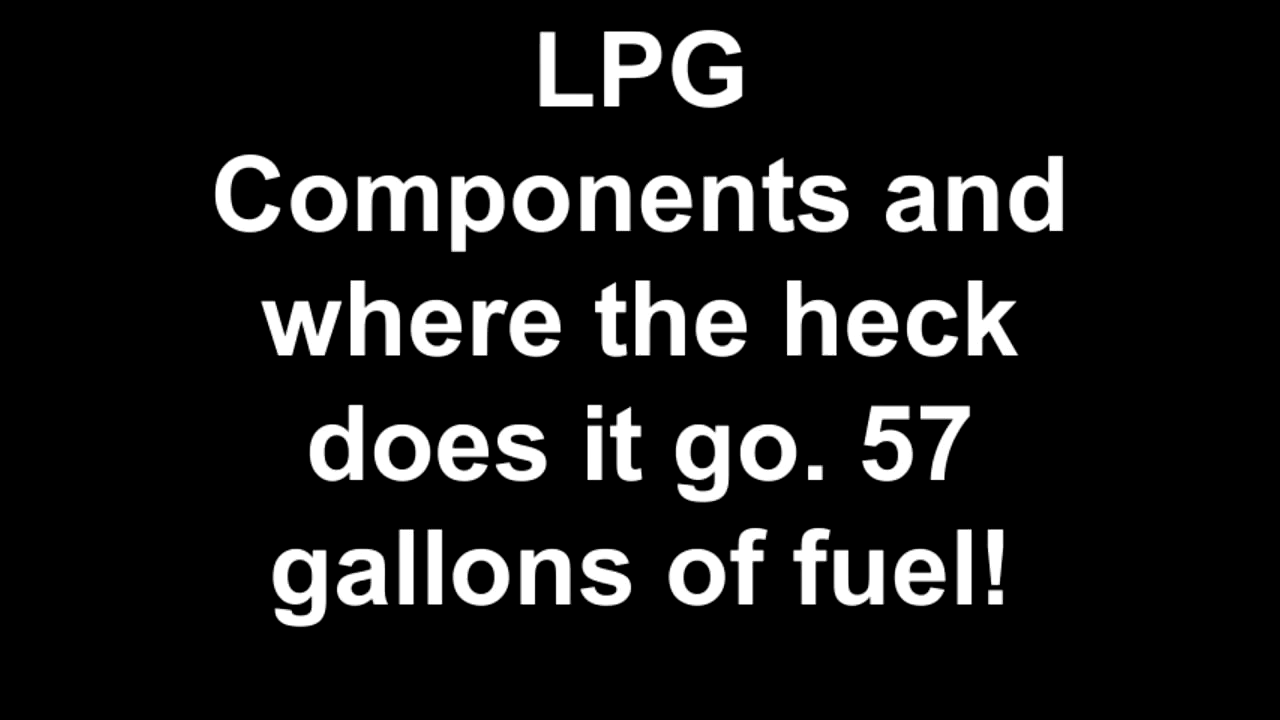 LPG
Components and
where the heck
does it go. 57
gallons of fuel!